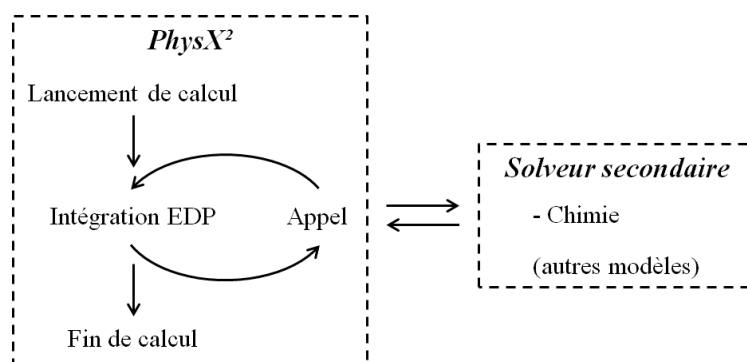 PhysX²
Lancement de calcul
Intégration EDP
Appel
Fin de calcul
Solveur secondaire
- Chimie
(autres modèles)